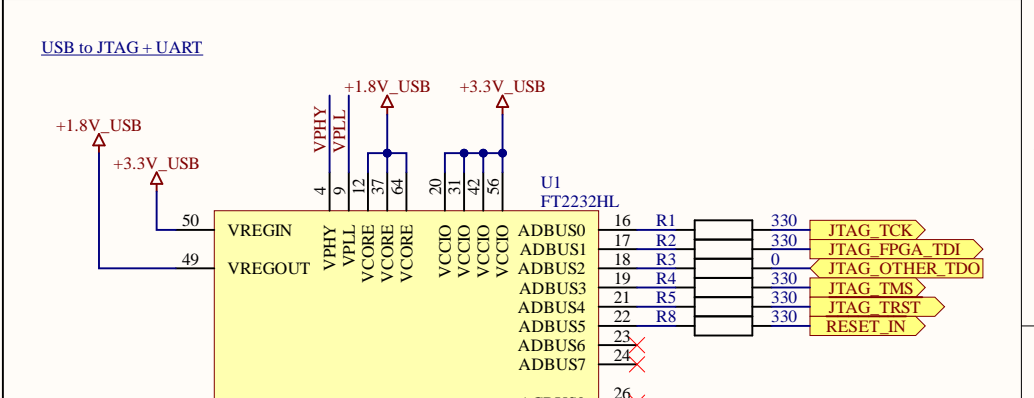 USB to JTAG + UART
+1.8V_USB
+3.3V_USB
+1.8V_USB
+3.3V_USB
VPHY
VPLL
4
9
12
37
64
20
31
42
56
U1
FT2232HL
50
VREGIN
49
VREGOUT
VPHY
VPLL
VCORE
VCORE
VCORE
VCCIO
VCCIO
VCCIO
VCCIO
ADBUS0 16 R1 330 JTAG_TCK
ADBUS1 17 R2 330 JTAG_FPGA_TDI
ADBUS2 18 R3 0 JTAG_OTHER_TDO
ADBUS3 19 R4 330 JTAG_TMS
ADBUS4 21 R5 330 JTAG_TRST
ADBUS5 22 R8 330 RESET_IN
ADBUS6 23
ADBUS7 24
26